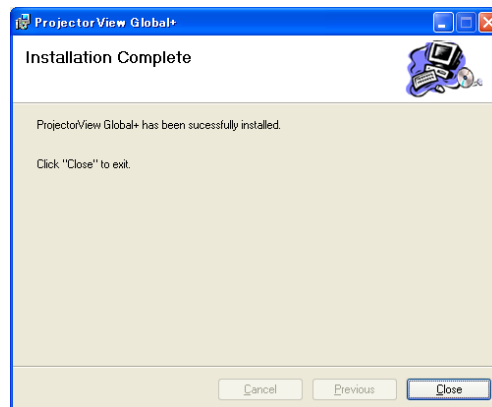 ProjectorView Global+
Installation Complete
ProjectorView Global+ has been sucessfully installed.
Click "Close" to exit.
Cancel Previous Close